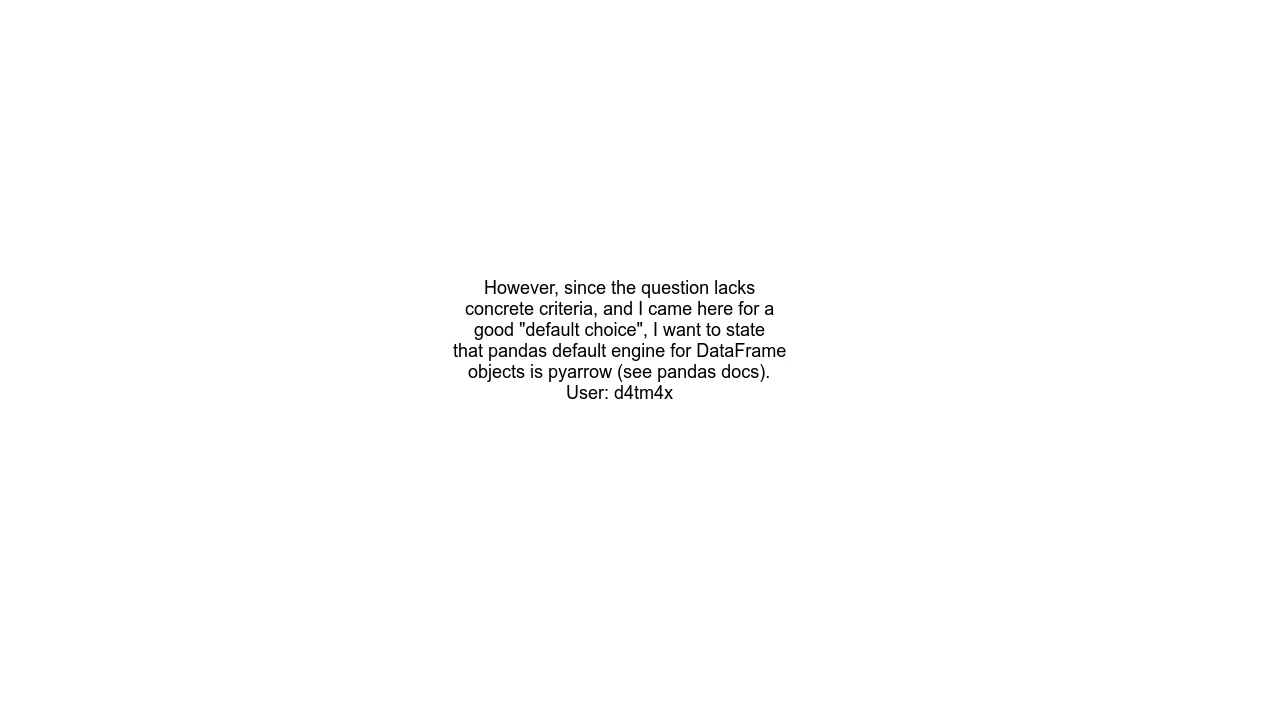 However, since the question lacks
concrete criteria, and I came here for a
good "default choice", I want to state
that pandas default engine for DataFrame
objects is pyarrow (see pandas docs).
User: d4tm4x